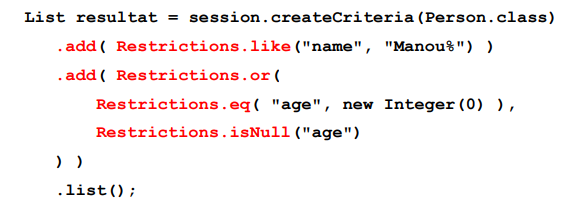 List resultat = session.createCriteria(Person.class)
.add( Restrictions.like("name", "Manou%") )
.add( Restrictions.or(
Restrictions.eq( "age", new Integer(0) ),
Restrictions.isNull("age")
) )
.list();